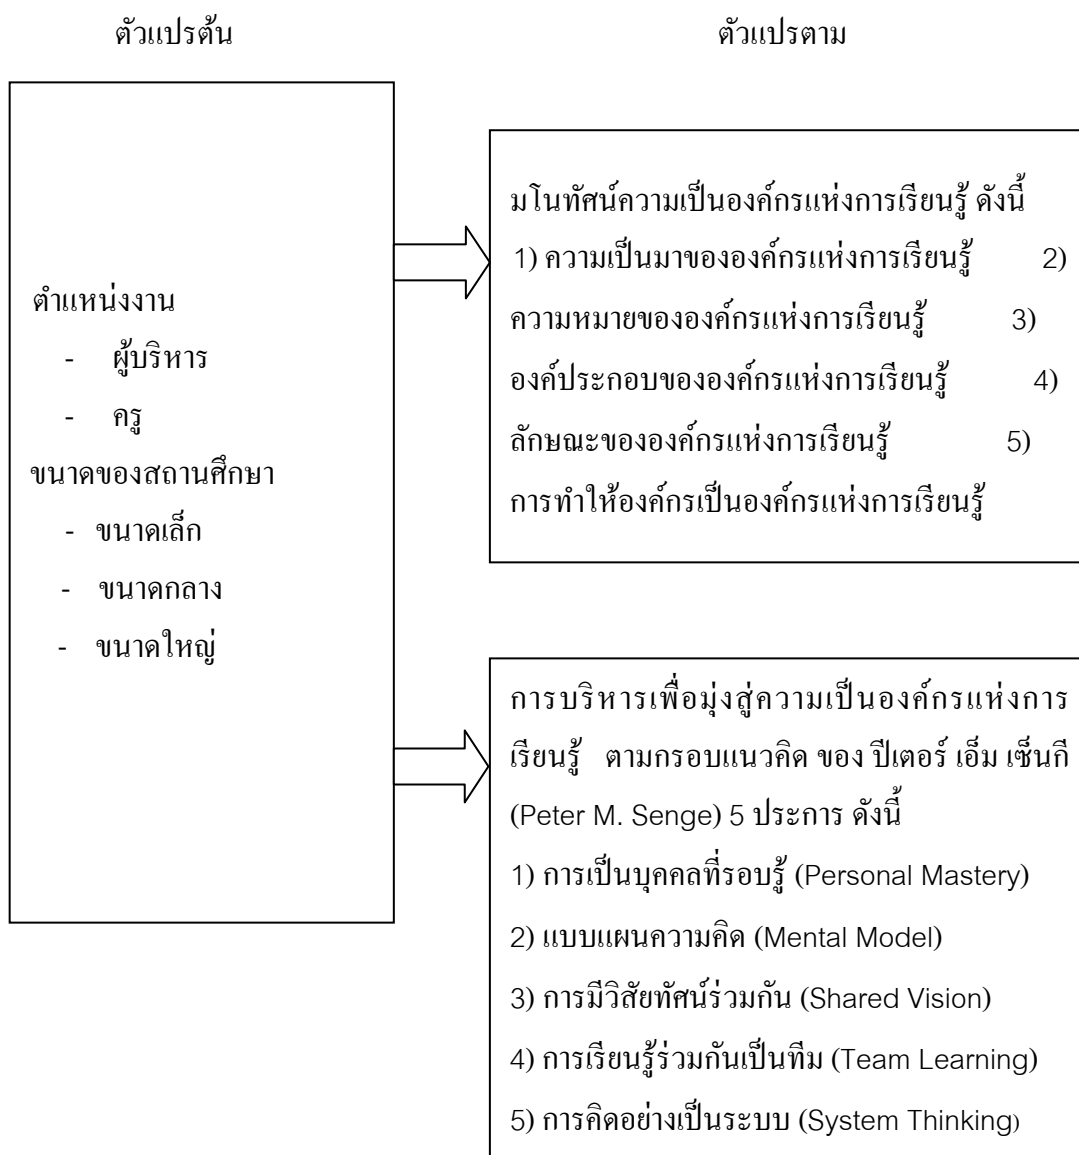 ตัวแปรต้น
ตัวแปรตาม
ตำแหน่งงาน
- ผู้บริหาร
- ครู
ขนาดของสถานศึกษา
- ขนาดเล็ก
- ขนาดกลาง
- ขนาดใหญ่
มโนทัศน์ความเป็นองค์กรแห่งการเรียนรู้ ดังนี้
1) ความเป็นมาขององค์กรแห่งการเรียนรู้ 2)
ความหมายขององค์กรแห่งการเรียนรู้ 3)
องค์ประกอบขององค์กรแห่งการเรียนรู้ 4)
ลักษณะขององค์กรแห่งการเรียนรู้ 5)
การทำให้องค์กรเป็นองค์กรแห่งการเรียนรู้
การบริหารเพื่อมุ่งสู่ความเป็นองค์กรแห่งการ
เรียนรู้ ตามกรอบแนวคิด ของ ปีเตอร์ เอ็ม เซ็นกี
(Peter M. Senge) 5 ประการ ดังนี้
1) การเป็นบุคคลที่รอบรู้ (Personal Mastery)
2) แบบแผนความคิด (Mental Model)
3) การมีวิสัยทัศน์ร่วมกัน (Shared Vision)
4) การเรียนรู้ร่วมกันเป็นทีม (Team Learning)
5) การคิดอย่างเป็นระบบ (System Thinking)